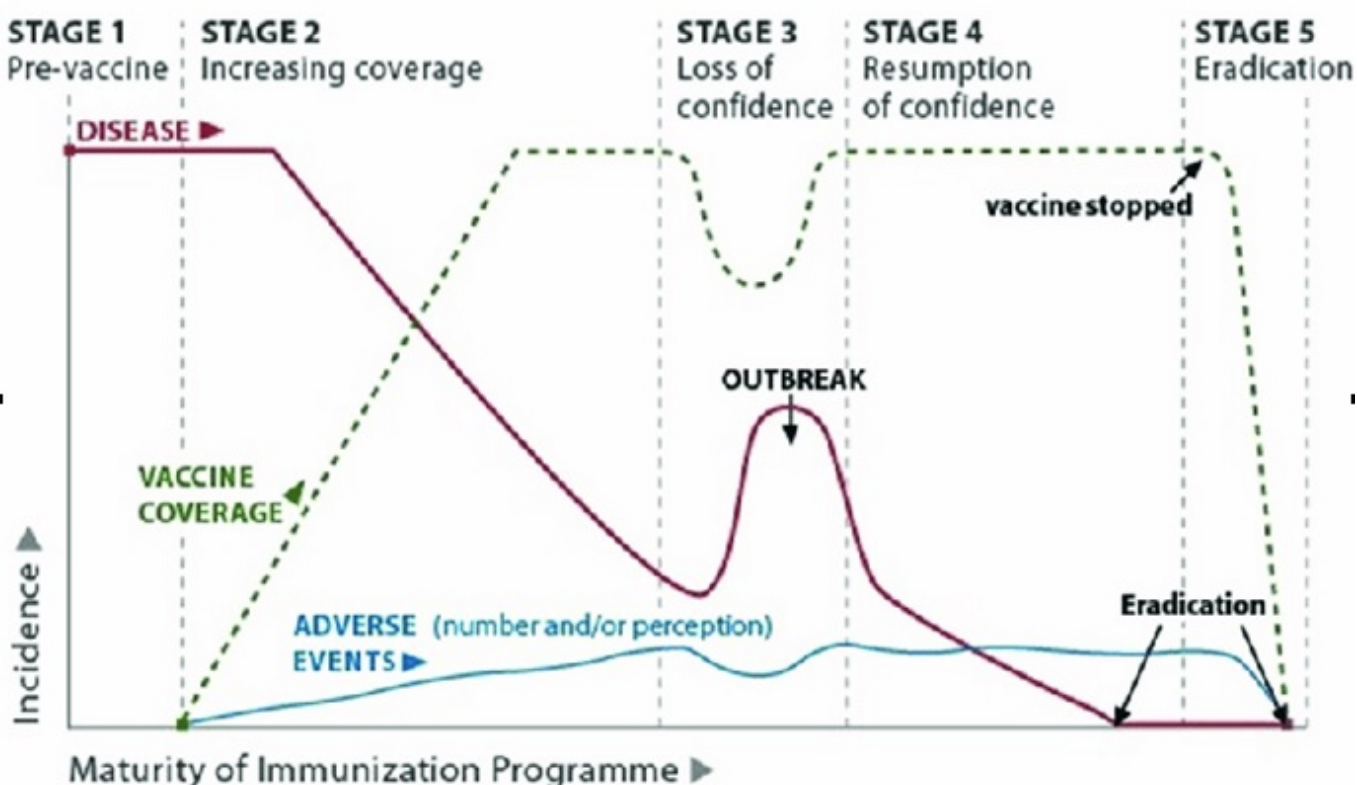 STAGE 1
Pre-vaccine
STAGE 2
Increasing coverage
STAGE 3
Loss of
confidence
STAGE 4
Resumption
of confidence
STAGE 5
Eradication
DISEASE ►
vaccine stopped
OUTBREAK
VACCINE
COVERAGE
Eradication
ADVERSE (number and/or perception)
EVENTS ►
Incidence ►
Maturity of Immunization Programme ►